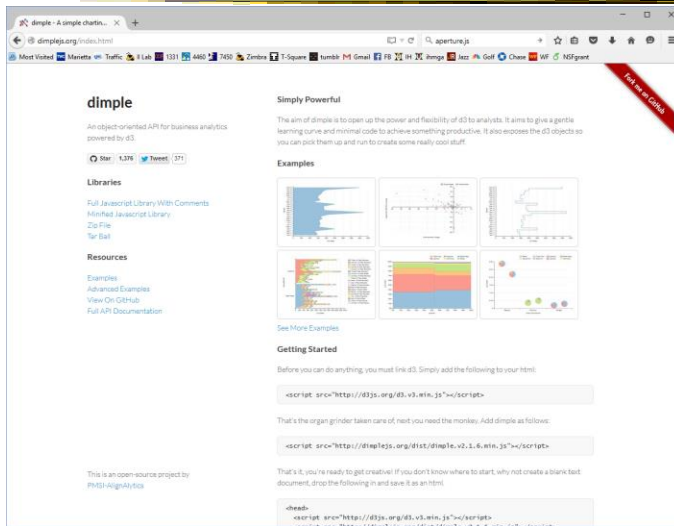 dimple - A simple chartin...
dimplejs.org/index.html
aperture.js
Most Visited Marietta Traffic II Lab 1331 4460 7450 Zimbra T-Square tumblr Gmail FB IH ihmga Jazz Golf Chase WF NSFgrant
Fork me on GitHub
dimple
An object-oriented API for business analytics
powered by d3.
Star 1,376 Tweet 371
Libraries
Full Javascript Library With Comments
Minified Javascript Library
Zip File
Tar Ball
Resources
Examples
Advanced Examples
View On GitHub
Full API Documentation
This is an open-source project by
PMSI-AlignAlytics
Simply Powerful
The aim of dimple is to open up the power and flexibility of d3 to analysts. It aims to give a gentle
learning curve and minimal code to achieve something productive. It also exposes the d3 objects so
you can pick them up and run to create some really cool stuff.
Examples
See More Examples
Getting Started
Before you can do anything, you must link d3. Simply add the following to your html:
<script src="http://d3js.org/d3.v3.min.js"></script>
That's the organ grinder taken care of, next you need the monkey. Add dimple as follows:
<script src="http://dimplejs.org/dist/dimple.v2.1.6.min.js"></script>
That's it, you're ready to get creative! If you don't know where to start, why not create a blank text
document, drop the following in and save it as an html.
<head>
<script src="http://d3js.org/d3.v3.min.js"></script>